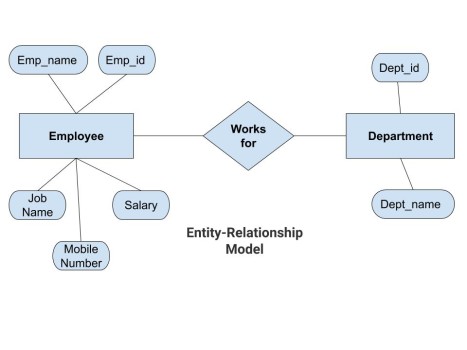 Emp_name
Emp_id
Dept_id
Employee
Works
for
Department
Job
Name
Salary
Dept_name
Mobile
Number
Entity-Relationship
Model